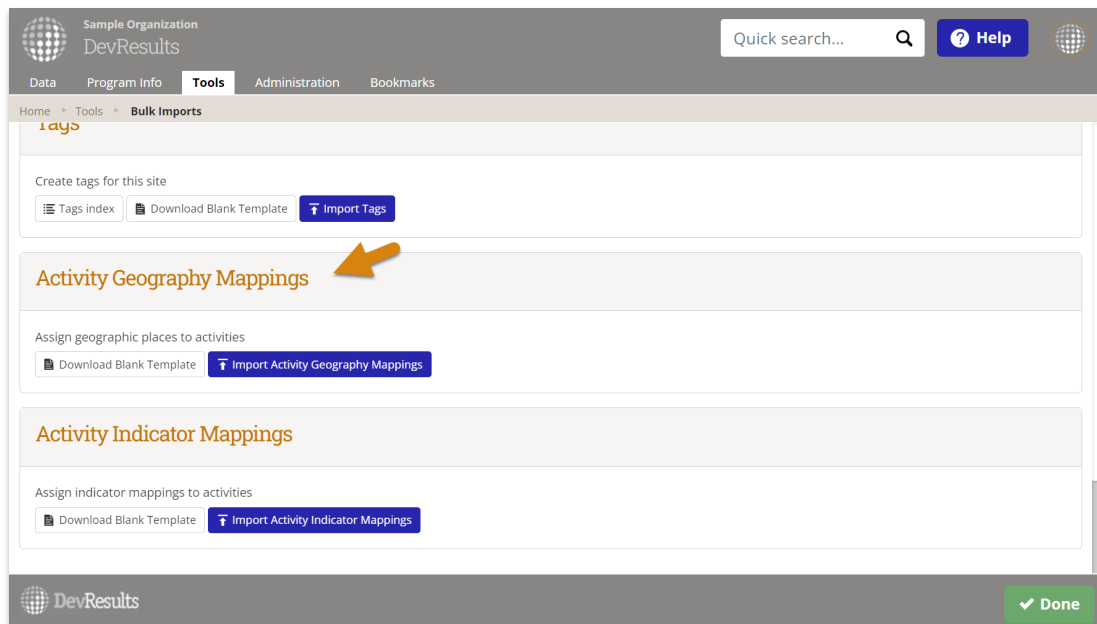 Sample Organization
DevResults
Quick search...
Help
Data Program Info Tools Administration Bookmarks
Home Tools Bulk Imports
Tags
Create tags for this site
Tags index Download Blank Template Import Tags
Activity Geography Mappings
Assign geographic places to activities
Download Blank Template Import Activity Geography Mappings
Activity Indicator Mappings
Assign indicator mappings to activities
Download Blank Template Import Activity Indicator Mappings
DevResults
Done